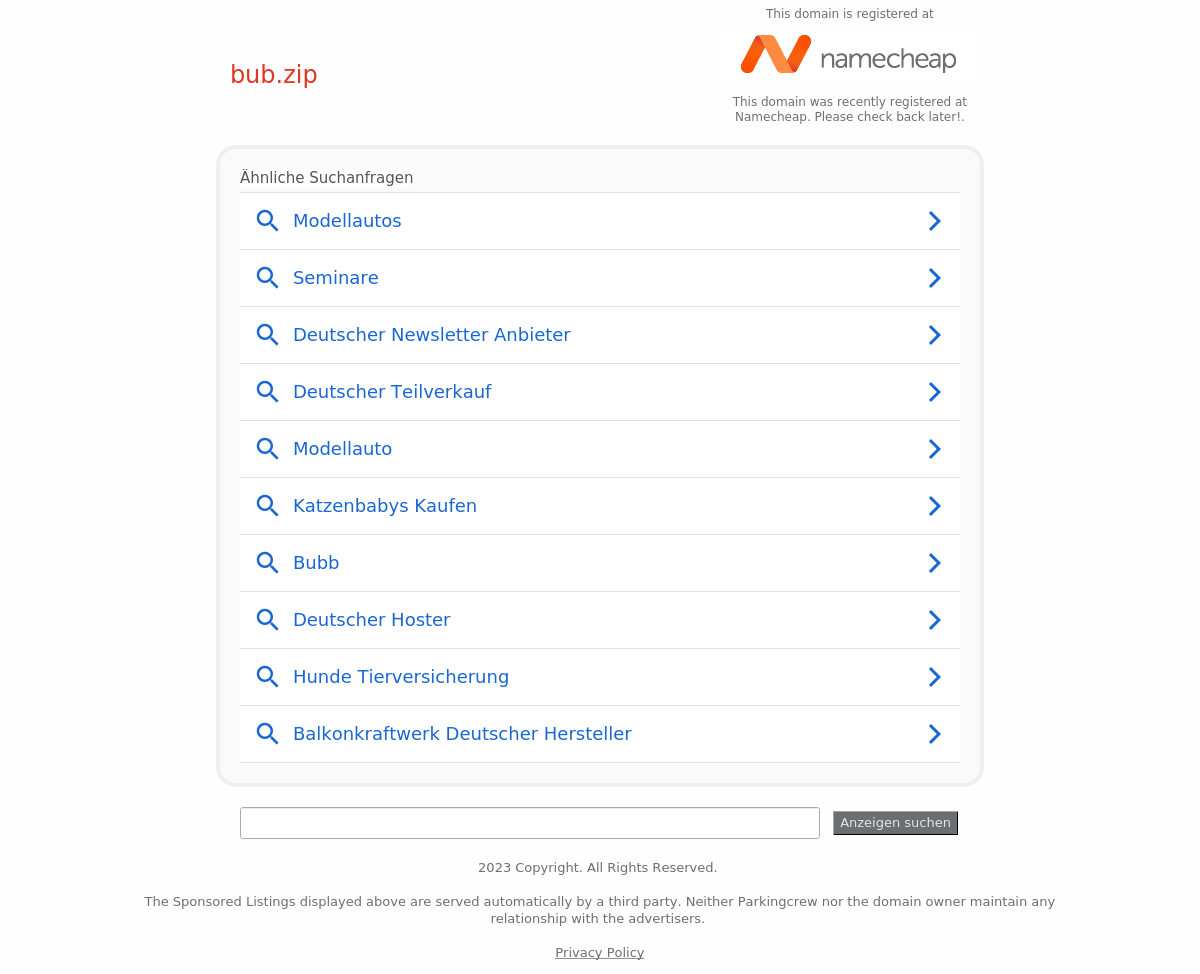 This domain is registered at
namecheap
bub.zip
This domain was recently registered at
Namecheap. Please check back later!.
Ähnliche Suchanfragen
Modellautos
Seminare
Deutscher Newsletter Anbieter
Deutscher Teilverkauf
Modellauto
Katzenbabys Kaufen
Bubb
Deutscher Hoster
Hunde Tierversicherung
Balkonkraftwerk Deutscher Hersteller
Anzeigen suchen
2023 Copyright. All Rights Reserved.
The Sponsored Listings displayed above are served automatically by a third party. Neither Parkingcrew nor the domain owner maintain any
relationship with the advertisers.
Privacy Policy